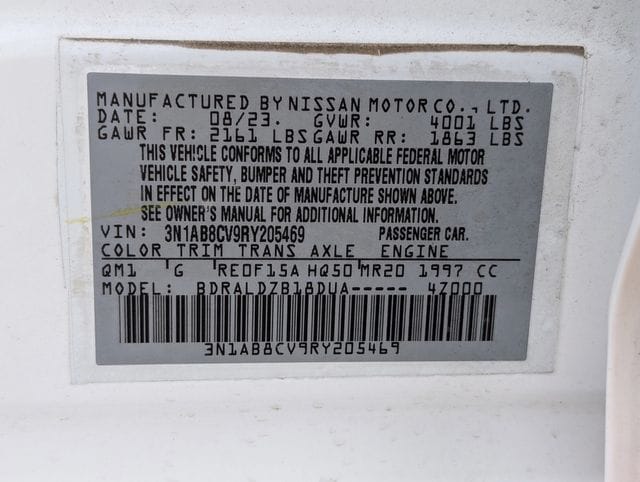 MANUFACTURED BY NISSAN MOTOR CO., LTD.
DATE: 08/23. GVWR: 4001 LBS
GAWR FR: 2161 LBS GAWR RR: 1863 LBS
THIS VEHICLE CONFORMS TO ALL APPLICABLE FEDERAL MOTOR
VEHICLE SAFETY, BUMPER AND THEFT PREVENTION STANDARDS
IN EFFECT ON THE DATE OF MANUFACTURE SHOWN ABOVE.
SEE OWNER'S MANUAL FOR ADDITIONAL INFORMATION.
VIN: 3N1AB8CV9RY205469 PASSENGER CAR.
COLOR TRIM TRANS AXLE ENGINE
QM1 G RE0F15A HQ50 MR20 1997 CC
MODEL: BDRALDZB18DUA----- 4Z000
3N1AB8CV9RY205469